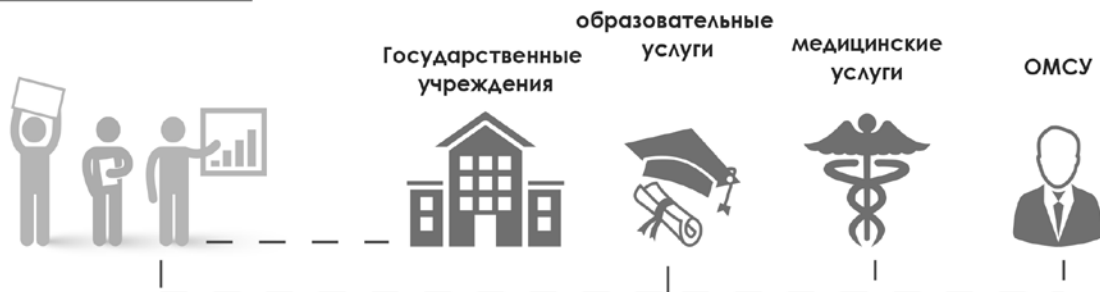 Государственные
учреждения
образовательные
услуги
медицинские
услуги
ОМСУ